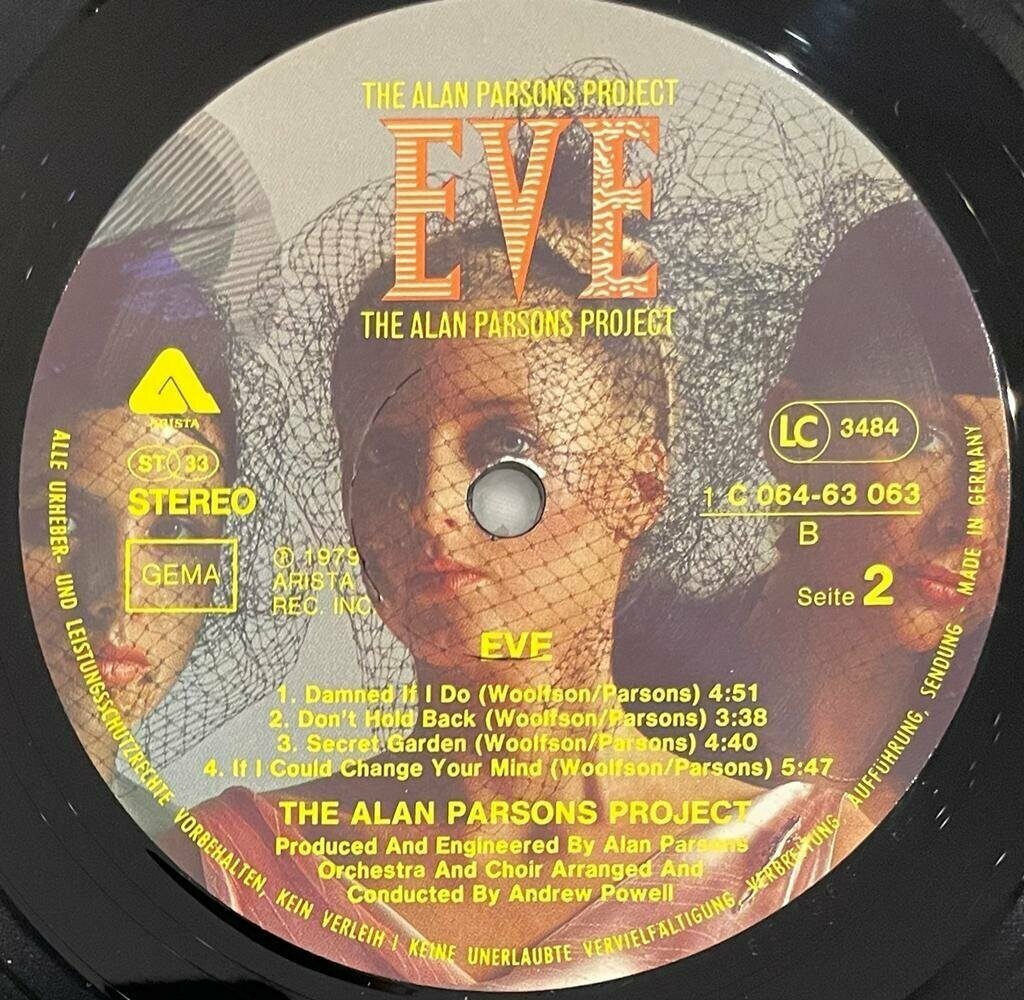 THE ALAN PARSONS PROJECT
EVE
THE ALAN PARSONS PROJECT
ARISTA
ST 33
STEREO
GEMA
℗ 1979
ARISTA
REC. INC.
LC 3484
1 C 064-63 063
B
Seite 2
EVE
1. Damned If I Do (Woolfson/Parsons) 4:51
2. Don't Hold Back (Woolfson/Parsons) 3:38
3. Secret Garden (Woolfson/Parsons) 4:40
4. If I Could Change Your Mind (Woolfson/Parsons) 5:47
THE ALAN PARSONS PROJECT
Produced And Engineered By Alan Parsons
Orchestra And Choir Arranged And
Conducted By Andrew Powell
ALLE URHEBER- UND LEISTUNGSSCHUTZRECHTE VORBEHALTEN, KEIN VERLEIH! KEINE UNERLAUBTE VERVIELFÄLTIGUNG, VERBREITUNG AUFFÜHRUNG, SENDUNG · MADE IN GERMANY